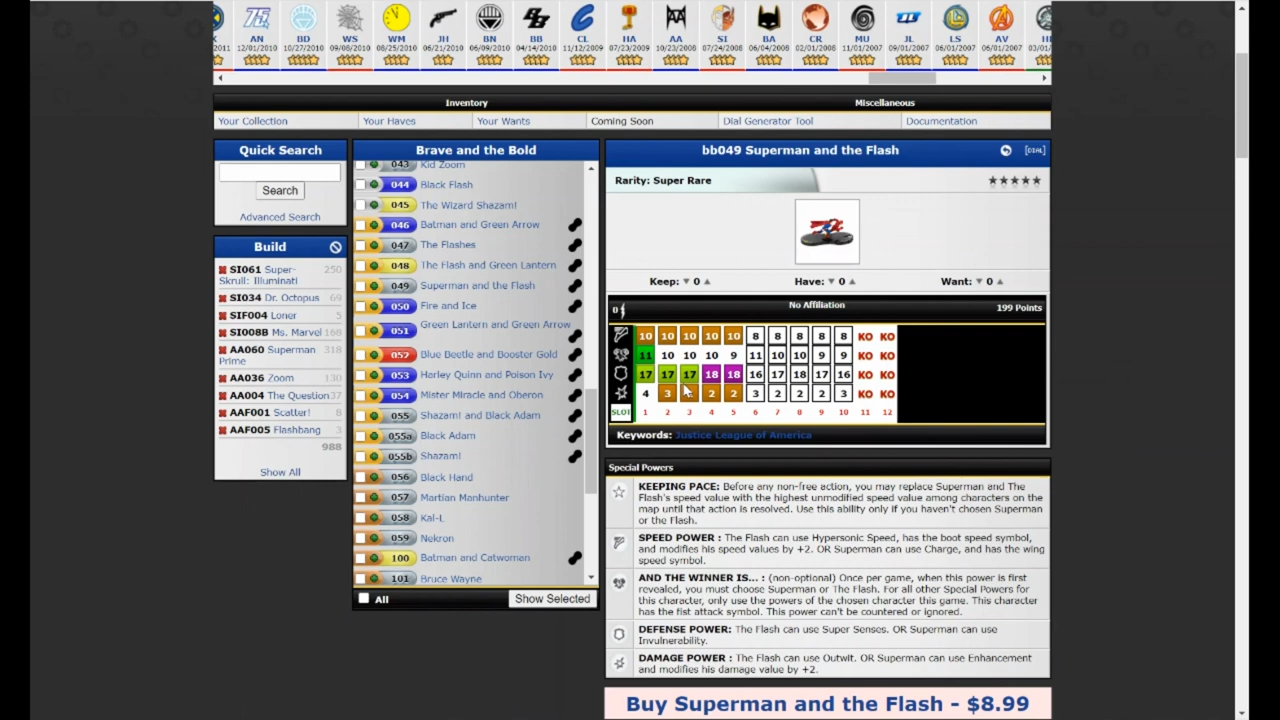 AN BD WS WM JH BN BB CL HA AA SI BA CR MU JL LS AV
2011 12/01/2010 10/27/2010 09/08/2010 08/25/2010 06/21/2010 06/09/2010 04/14/2010 11/12/2009 07/23/2009 10/23/2008 07/24/2008 06/04/2008 02/01/2008 11/01/2007 09/01/2007 06/01/2007 06/01/2007 03/01/
Inventory
Miscellaneous
Your Collection
Your Haves
Your Wants
Coming Soon
Dial Generator Tool
Documentation
Quick Search
Search
Advanced Search
Build
SI061 Super-Skrull: Illuminati 250
SI034 Dr. Octopus 69
SIF004 Loner 5
SI008B Ms. Marvel 168
AA060 Superman 318
Prime
AA036 Zoom 130
AA004 The Question 37
AAF001 Scatter! 8
AAF005 Flashbang 3
988
Show All
Brave and the Bold
043 Kid Zoom
044 Black Flash
045 The Wizard Shazam!
046 Batman and Green Arrow
047 The Flashes
048 The Flash and Green Lantern
049 Superman and the Flash
050 Fire and Ice
051 Green Lantern and Green Arrow
052 Blue Beetle and Booster Gold
053 Harley Quinn and Poison Ivy
054 Mister Miracle and Oberon
055 Shazam! and Black Adam
055a Black Adam
055b Shazam!
056 Black Hand
057 Martian Manhunter
058 Kal-L
059 Nekron
100 Batman and Catwoman
101 Bruce Wayne
All
Show Selected
bb049 Superman and the Flash
[DIAL]
Rarity: Super Rare
Keep: 0
Have: 0
Want: 0
0
No Affiliation
199 Points
10 10 10 10 10 8 8 8 8 8 KO KO
11 10 10 10 9 11 10 10 9 9 KO KO
17 17 17 18 18 16 17 18 17 16 KO KO
4 3 2 2 3 2 2 2 3 KO KO
SLOT 1 2 3 4 5 6 7 8 9 10 11 12
Keywords: Justice League of America
Special Powers
KEEPING PACE: Before any non-free action, you may replace Superman and The
Flash's speed value with the highest unmodified speed value among characters on the
map until that action is resolved. Use this ability only if you haven't chosen Superman
or the Flash.
SPEED POWER : The Flash can use Hypersonic Speed, has the boot speed symbol,
and modifies his speed values by +2. OR Superman can use Charge, and has the wing
speed symbol.
AND THE WINNER IS... : (non-optional) Once per game, when this power is first
revealed, you must choose Superman or The Flash. For all other Special Powers for
this character, only use the powers of the chosen character this game. This character
has the fist attack symbol. This power can't be countered or ignored.
DEFENSE POWER: The Flash can use Super Senses. OR Superman can use
Invulnerability.
DAMAGE POWER : The Flash can use Outwit. OR Superman can use Enhancement
and modifies his damage value by +2.
Buy Superman and the Flash - $8.99